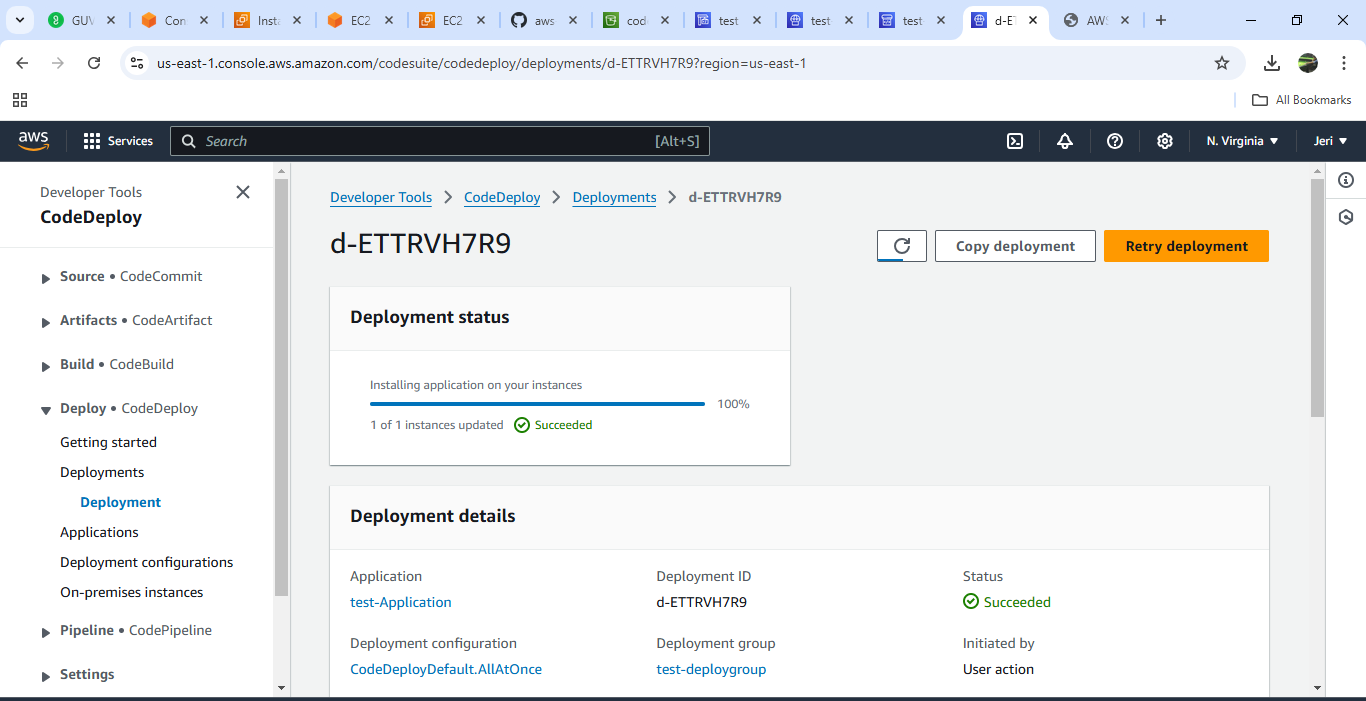 GUV
Con
Inst
EC2
EC2
aws
cod
test
test
test
d-ET
AWS
us-east-1.console.aws.amazon.com/codesuite/codedeploy/deployments/d-ETTRVH7R9?region=us-east-1
All Bookmarks
aws
Services
Search
[Alt+S]
N. Virginia
Jeri
Developer Tools
CodeDeploy
Source • CodeCommit
Artifacts • CodeArtifact
Build • CodeBuild
Deploy • CodeDeploy
Getting started
Deployments
Deployment
Applications
Deployment configurations
On-premises instances
Pipeline • CodePipeline
Settings
Developer Tools > CodeDeploy > Deployments > d-ETTRVH7R9
d-ETTRVH7R9
Copy deployment
Retry deployment
Deployment status
Installing application on your instances
100%
1 of 1 instances updated Succeeded
Deployment details
Application
test-Application
Deployment ID
d-ETTRVH7R9
Status
Succeeded
Deployment configuration
CodeDeployDefault.AllAtOnce
Deployment group
test-deploygroup
Initiated by
User action